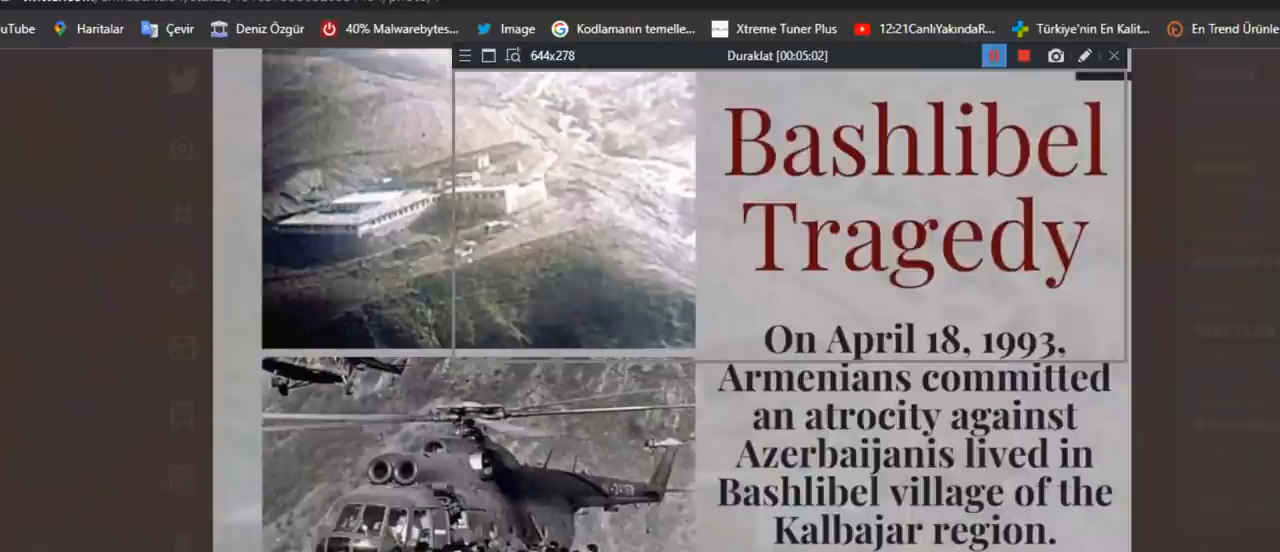 uTube Haritalar Çevir Deniz Özgür 40% Malwarebytes... Image Kodlamanın temelle... Xtreme Tuner Plus 12:21CanlıYakındaR... Türkiye'nin En Kalit... En Trend Ürünle
644x278 Duraklat [00:05:02]
Bashlibel
Tragedy
On April 18, 1993,
Armenians committed
an atrocity against
Azerbaijanis lived in
Bashlibel village of the
Kalbajar region.